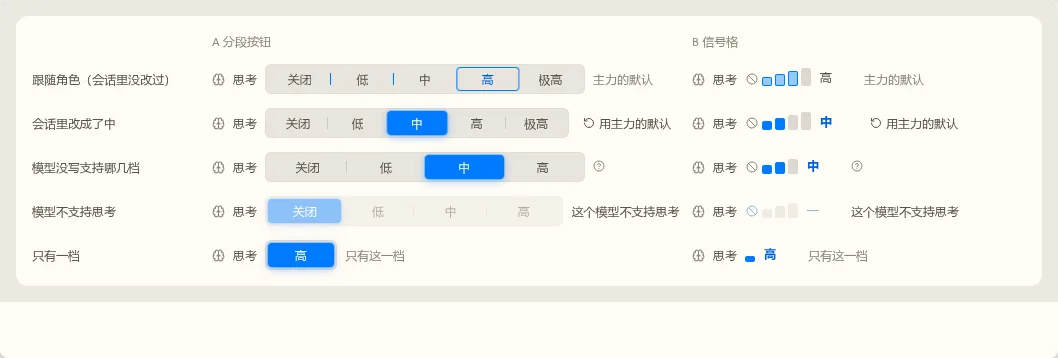 A 分段按钮 B 信号格
跟随角色（会话里没改过） 思考 关闭 低 中 高 极高 主力的默认 思考 高 主力的默认
会话里改成了中 思考 关闭 低 中 高 极高 用主力的默认 思考 中 用主力的默认
模型没写支持哪几档 思考 关闭 低 中 高 ? 思考 中 ?
模型不支持思考 思考 关闭 低 中 高 这个模型不支持思考 思考 — 这个模型不支持思考
只有一档 思考 高 只有这一档 思考 高 只有这一档